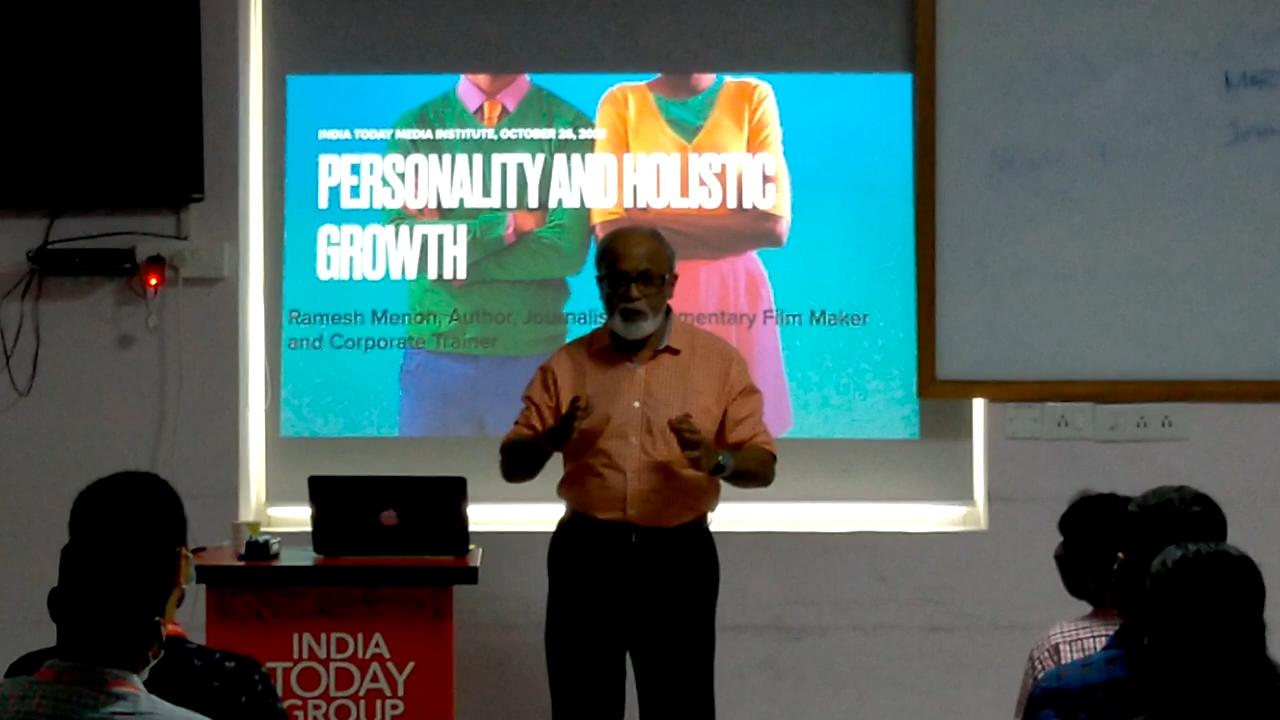 INDIA TODAY MEDIA INSTITUTE, OCTOBER 26,
PERSONALITY AND HOLISTIC
GROWTH
Ramesh Menon, Author, Film Maker
and Corporate Trainer
INDIA
TODAY
GROUP